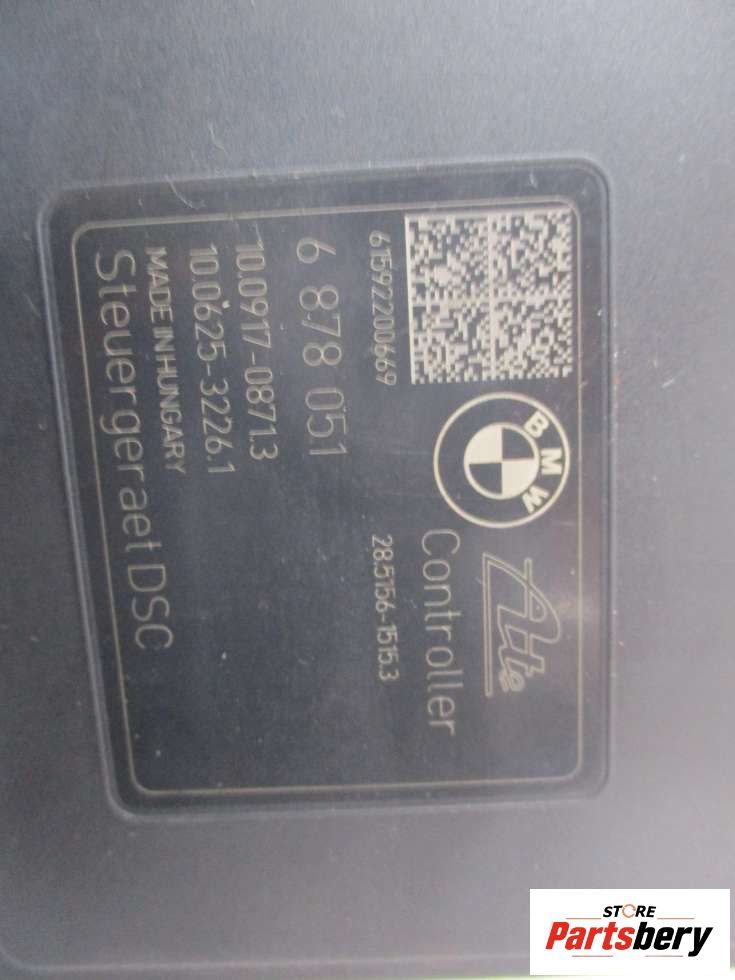 61592200669
BMW
Ate
Controller
28.5156-1515.3
6 878 051
10.0917-0871.3
10.0625-3226.1
MADE IN HUNGARY
Steuergeraet DSC
STORE
Partsbery